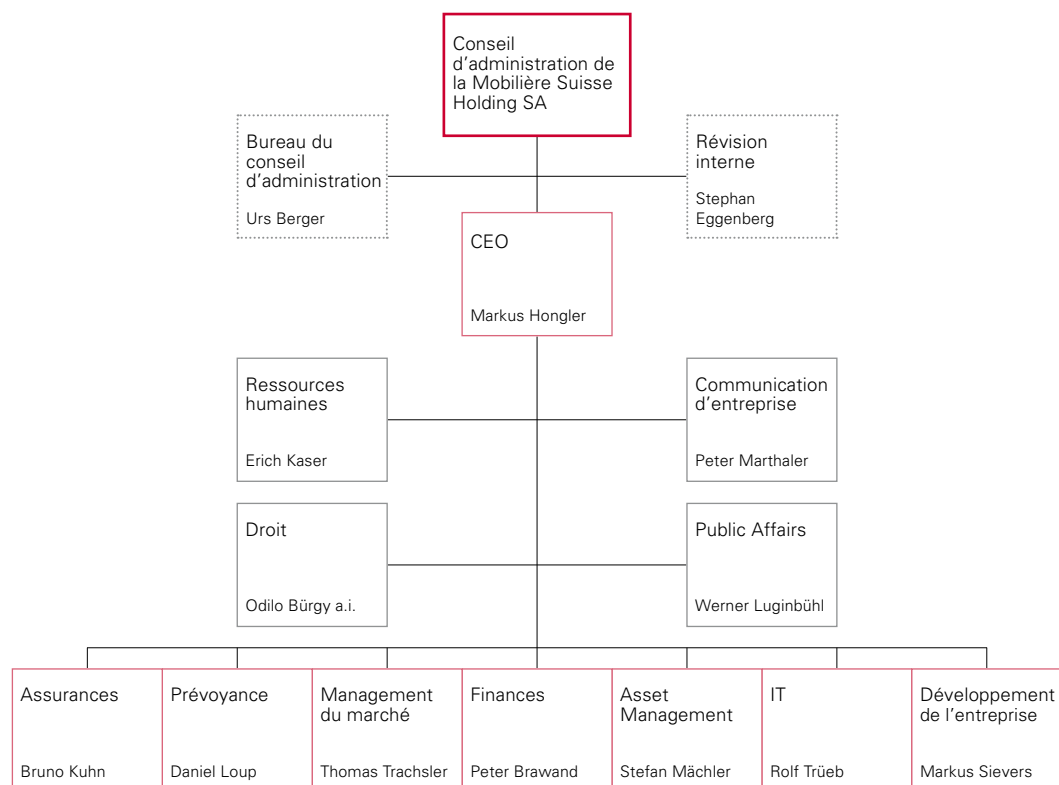 Conseil
d'administration de
la Mobilière Suisse
Holding SA
Bureau du
conseil
d'administration
Urs Berger
Révision
interne
Stephan
Eggenberg
CEO
Markus Hongler
Ressources
humaines
Erich Kaser
Communication
d'entreprise
Peter Marthaler
Droit
Odilo Bürgy a.i.
Public Affairs
Werner Luginbühl
Assurances
Bruno Kuhn
Prévoyance
Daniel Loup
Management
du marché
Thomas Trachsler
Finances
Peter Brawand
Asset
Management
Stefan Mächler
IT
Rolf Trüeb
Développement
de l'entreprise
Markus Sievers